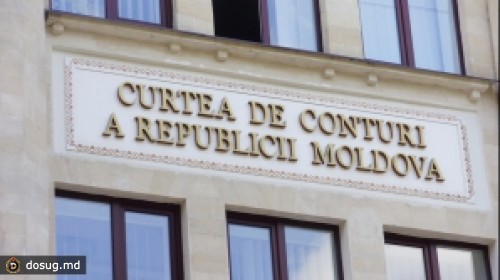 CURTEA DE CONTURI
A REPUBLICII MOLDOVA
dosug.md